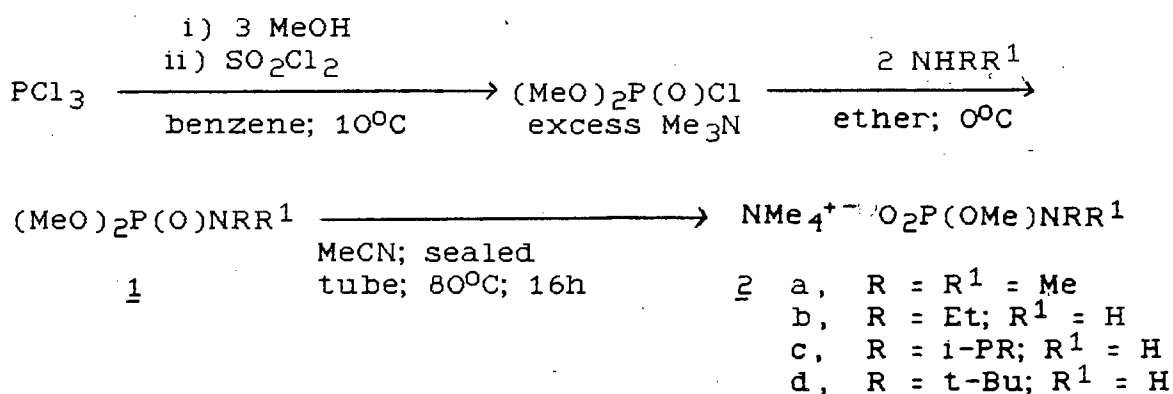 i) 3 MeOH
ii) SO2Cl2
PCl3 → (MeO)2P(O)Cl 2 NHRR1 →
benzene; 10°C excess Me3N ether; 0°C
(MeO)2P(O)NRR1 → NMe4+- O2P(OMe)NRR1
1 MeCN; sealed
tube; 80°C; 16h
2 a, R = R1 = Me
b, R = Et; R1 = H
c, R = i-PR; R1 = H
d, R = t-Bu; R1 = H